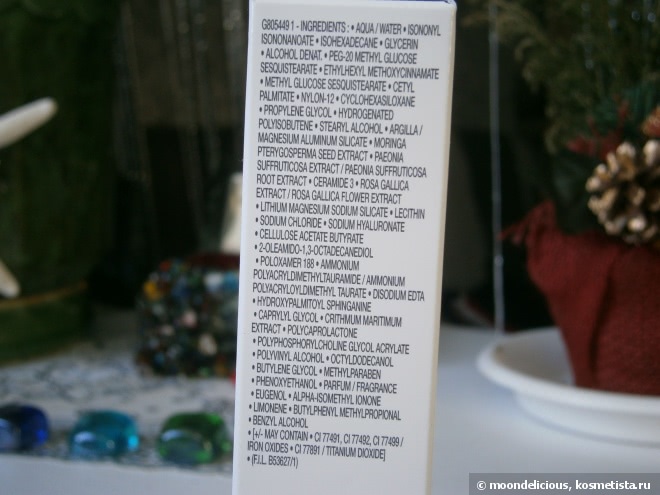 G805449 1 - INGREDIENTS : • AQUA / WATER • ISONONYL
ISONONANOATE • ISOHEXADECANE • GLYCERIN
• ALCOHOL DENAT. • PEG-20 METHYL GLUCOSE
SESQUISTEARATE • ETHYLHEXYL METHOXYCINNAMATE
• METHYL GLUCOSE SESQUISTEARATE • CETYL
PALMITATE • NYLON-12 • CYCLOHEXASILOXANE
• PROPYLENE GLYCOL • HYDROGENATED
POLYISOBUTENE • STEARYL ALCOHOL • ARGILLA /
MAGNESIUM ALUMINUM SILICATE • MORINGA
PTERYGOSPERMA SEED EXTRACT • PAEONIA
SUFFRUTICOSA EXTRACT / PAEONIA SUFFRUTICOSA
ROOT EXTRACT • CERAMIDE 3 • ROSA GALLICA
EXTRACT / ROSA GALLICA FLOWER EXTRACT
• LITHIUM MAGNESIUM SODIUM SILICATE • LECITHIN
• SODIUM CHLORIDE • SODIUM HYALURONATE
• CELLULOSE ACETATE BUTYRATE
• 2-OLEAMIDO-1,3-OCTADECANEDIOL
• POLOXAMER 188 • AMMONIUM
POLYACRYLDIMETHYLTAURAMIDE / AMMONIUM
POLYACRYLOYLDIMETHYL TAURATE • DISODIUM EDTA
• HYDROXYPALMITOYL SPHINGANINE
• CAPRYLYL GLYCOL • CRITHMUM MARITIMUM
EXTRACT • POLYCAPROLACTONE
• POLYPHOSPHORYLCHOLINE GLYCOL ACRYLATE
• POLYVINYL ALCOHOL • OCTYLDODECANOL
• BUTYLENE GLYCOL • METHYLPARABEN
• PHENOXYETHANOL • PARFUM / FRAGRANCE
• EUGENOL • ALPHA-ISOMETHYL IONONE
• LIMONENE • BUTYLPHENYL METHYLPROPIONAL
• BENZYL ALCOHOL
• [+/- MAY CONTAIN • CI 77491, CI 77492, CI 77499 /
IRON OXIDES • CI 77891 / TITANIUM DIOXIDE]
• (F.I.L. B53627/1)
© moondelicious, kosmetista.ru